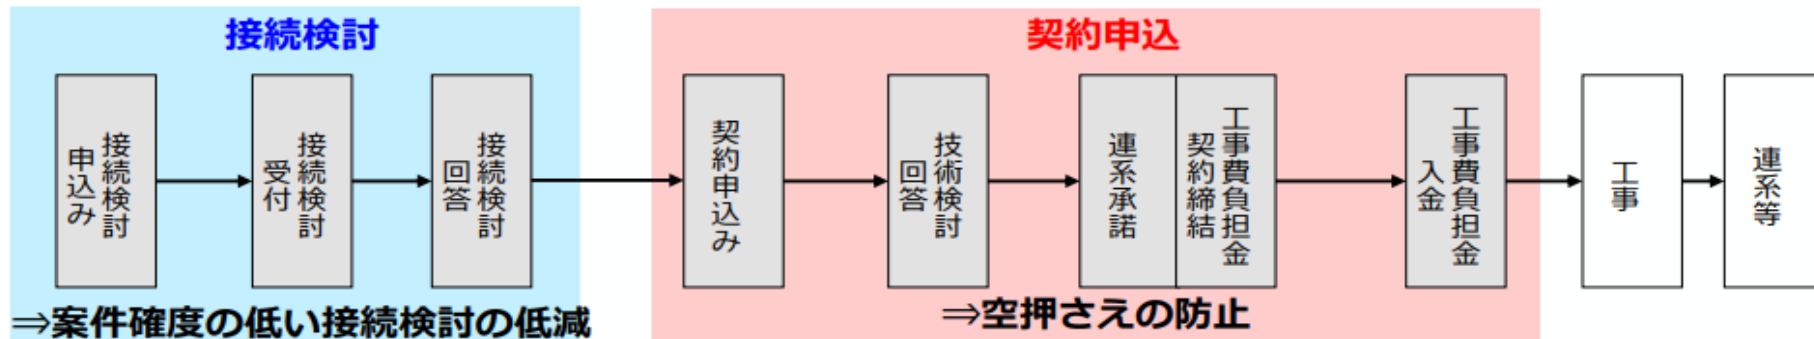 接続検討
契約申込
接続検討
申込み
接続検討
受付
接続検討
回答
契約申込み
技術検討
回答
連系承諾
工事費負担金
契約締結
工事費負担金
入金
工事
連系等
⇒案件確度の低い接続検討の低減
⇒空押さえの防止